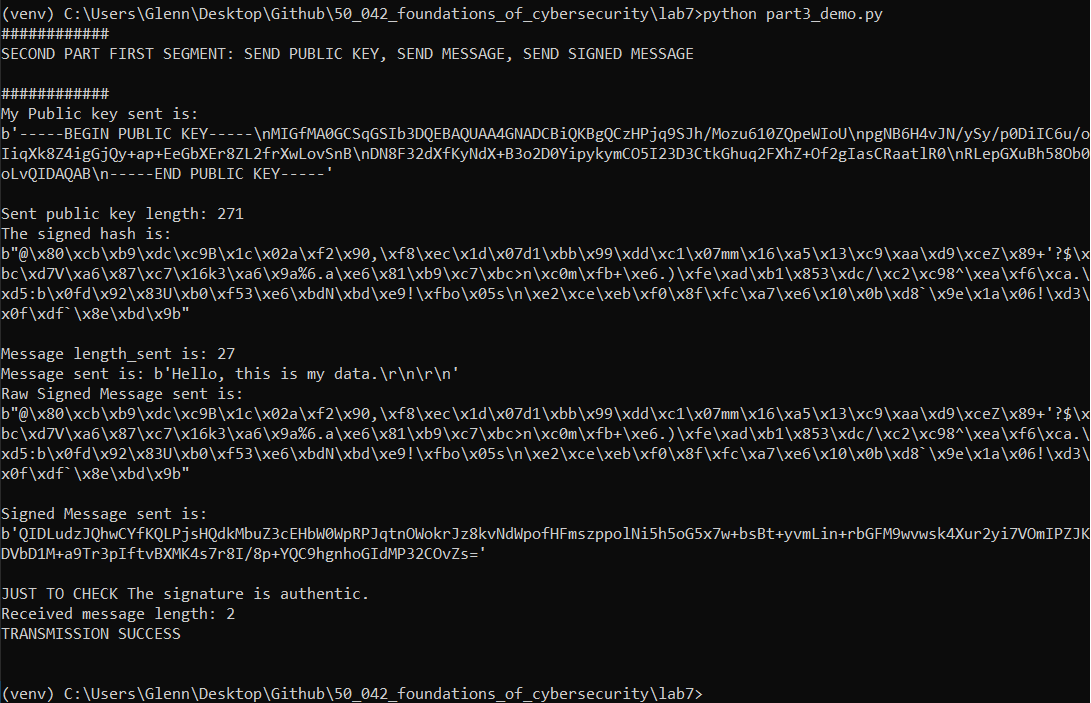 (venv) C:\Users\Glenn\Desktop\Github\50_042_foundations_of_cybersecurity\lab7>python part3_demo.py
############
SECOND PART FIRST SEGMENT: SEND PUBLIC KEY, SEND MESSAGE, SEND SIGNED MESSAGE
############
My Public key sent is:
b'-----BEGIN PUBLIC KEY-----\nMIGfMA0GCSqGSIb3DQEBAQUAA4GNADCBiQKBgQCzHPjq9SJh/Mozu610ZQpeWIoU\npgNB6H4vJN/ySy/p0DiIC6u/o
IiqXk8Z4igGjQy+ap+EeGbXEr8ZL2frXwLovSnB\nDN8F32dXfKyNdX+B3o2D0YipykymCO5I23D3CtkGhuq2FXhZ+Of2gIasCRaatlR0\nRLepGXuBh58Ob0
oLvQIDAQAB\n-----END PUBLIC KEY-----'
Sent public key length: 271
The signed hash is:
b"@\x80\xcb\xb9\xdc\xc9B\x1c\x02a\xf2\x90,\xf8\xec\x1d\x07d1\xbb\x99\xdd\xc1\x07mm\x16\xa5\x13\xc9\xaa\xd9\xceZ\x89+'?$\x
bc\xd7V\xa6\x87\xc7\x16k3\xa6\x9a%6.a\xe6\x81\xb9\xc7\xbc>n\xc0m\xfb+\xe6.)\xfe\xad\xb1\x853\xdc/\xc2\xc98^\xea\xf6\xca.\
xd5:b\x0fd\x92\x83U\xb0\xf53\xe6\xbdN\xbd\xe9!\xfbo\x05s\n\xe2\xce\xeb\xf0\x8f\xfc\xa7\xe6\x10\x0b\xd8`\x9e\x1a\x06!\xd3\
x0f\xdf`\x8e\xbd\x9b"
Message length_sent is: 27
Message sent is: b'Hello, this is my data.\r\n\r\n'
Raw Signed Message sent is:
b"@\x80\xcb\xb9\xdc\xc9B\x1c\x02a\xf2\x90,\xf8\xec\x1d\x07d1\xbb\x99\xdd\xc1\x07mm\x16\xa5\x13\xc9\xaa\xd9\xceZ\x89+'?$\x
bc\xd7V\xa6\x87\xc7\x16k3\xa6\x9a%6.a\xe6\x81\xb9\xc7\xbc>n\xc0m\xfb+\xe6.)\xfe\xad\xb1\x853\xdc/\xc2\xc98^\xea\xf6\xca.\
xd5:b\x0fd\x92\x83U\xb0\xf53\xe6\xbdN\xbd\xe9!\xfbo\x05s\n\xe2\xce\xeb\xf0\x8f\xfc\xa7\xe6\x10\x0b\xd8`\x9e\x1a\x06!\xd3\
x0f\xdf`\x8e\xbd\x9b"
Signed Message sent is:
b'QIDLudzJQhwCYfKQLPjsHQdkMbuZ3cEHbW0WpRPJqtnOWokrJz8kvNdWpofHFmszppolNi5h5oG5x7w+bsBt+yvmLin+rbGFM9wvwsk4Xur2yi7VOmIPZJK
DVbD1M+a9Tr3pIftvBXMK4s7r8I/8p+YQC9hgnhoGIdMP32COvZs='
JUST TO CHECK The signature is authentic.
Received message length: 2
TRANSMISSION SUCCESS
(venv) C:\Users\Glenn\Desktop\Github\50_042_foundations_of_cybersecurity\lab7>